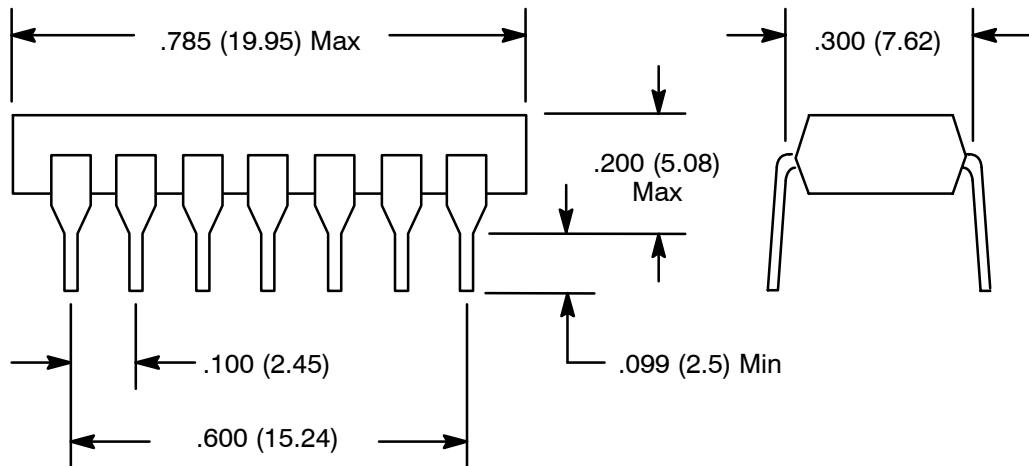 .785 (19.95) Max
.300 (7.62)
.200 (5.08)
Max
.100 (2.45)
.099 (2.5) Min
.600 (15.24)